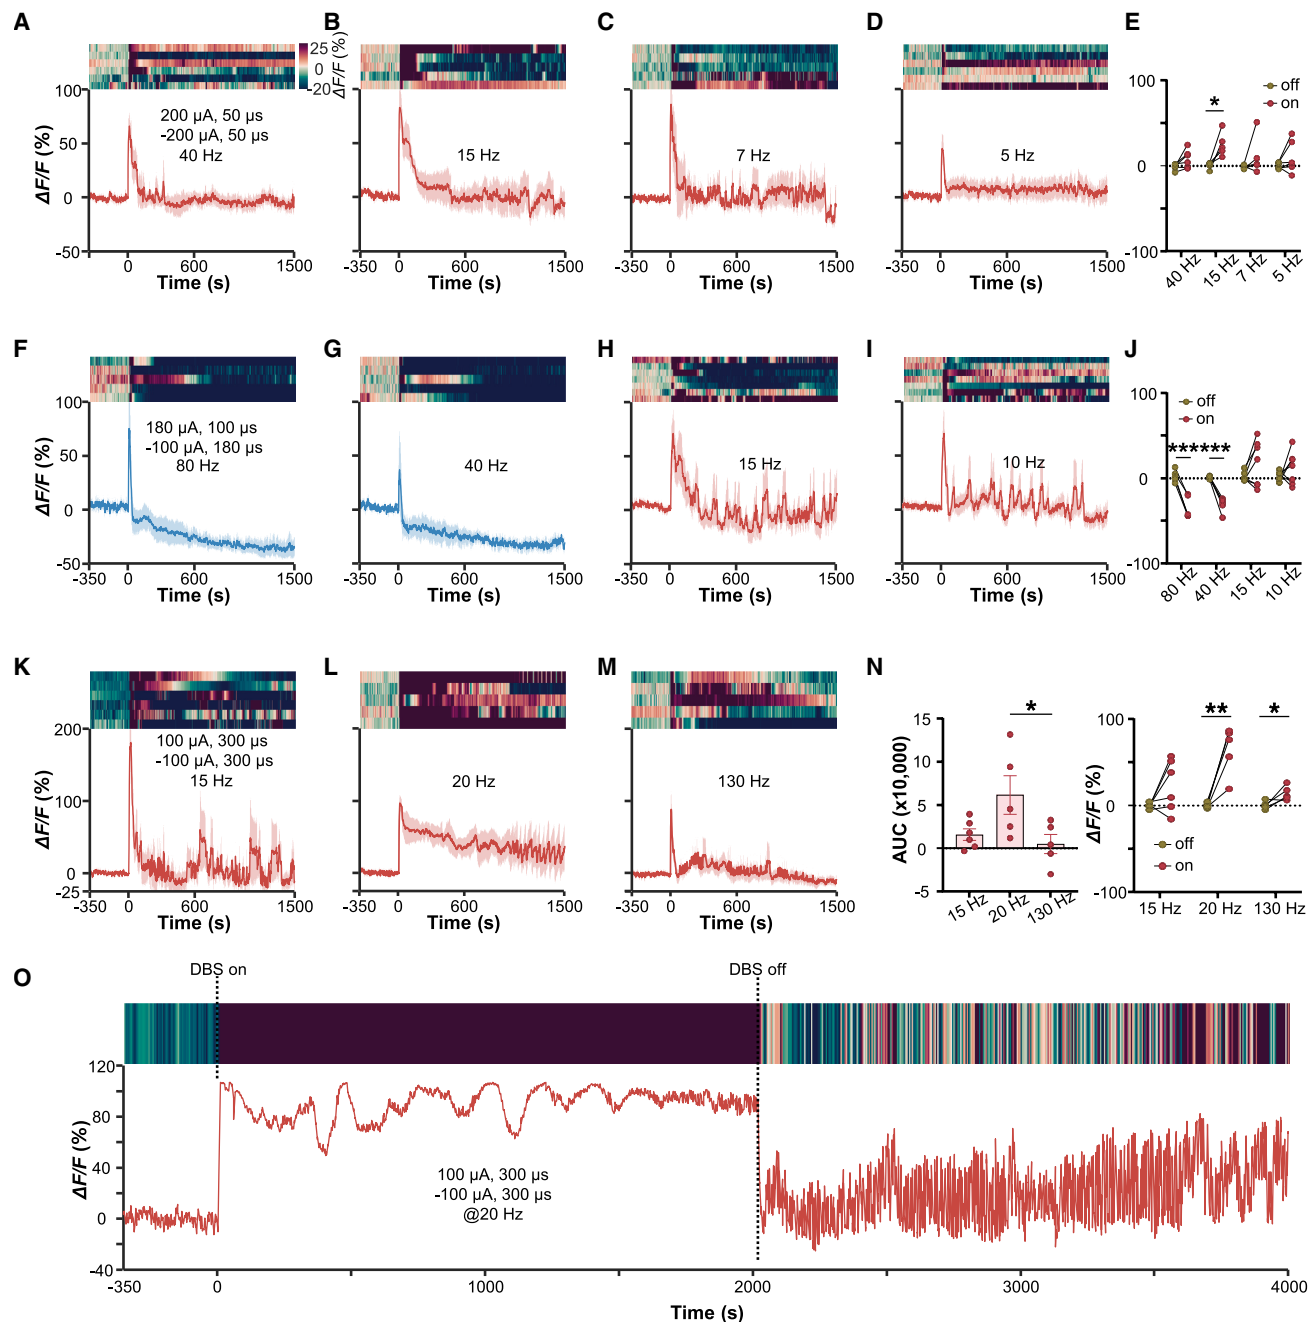 A
B
C
D
E
25
0
-20
ΔF/F (%)
100
50
0
-50
ΔF/F (%)
200 µA, 50 µs
-200 µA, 50 µs
40 Hz
15 Hz
7 Hz
5 Hz
0 600 1500
Time (s)
-350 0 600 1500
Time (s)
-350 0 600 1500
Time (s)
-350 0 600 1500
Time (s)
off
on
*
100
0
-100
40 Hz
15 Hz
7 Hz
5 Hz
F
G
H
I
J
100
50
0
-50
ΔF/F (%)
180 µA, 100 µs
-100 µA, 180 µs
80 Hz
40 Hz
15 Hz
10 Hz
-350 0 600 1500
Time (s)
-350 0 600 1500
Time (s)
-350 0 600 1500
Time (s)
-350 0 600 1500
Time (s)
off
on
******
100
0
-100
80 Hz
40 Hz
15 Hz
10 Hz
K
L
M
N
200
100
0
-25
ΔF/F (%)
100 µA, 300 µs
-100 µA, 300 µs
15 Hz
20 Hz
130 Hz
-350 0 600 1500
Time (s)
-350 0 600 1500
Time (s)
-350 0 600 1500
Time (s)
*
15
10
5
0
-5
AUC (x10,000)
15 Hz
20 Hz
130 Hz
** *
100
0
-100
ΔF/F (%)
off
on
15 Hz
20 Hz
130 Hz
O
DBS on
DBS off
120
80
40
0
-40
ΔF/F (%)
100 µA, 300 µs
-100 µA, 300 µs
@20 Hz
-350 0 1000 2000 3000 4000
Time (s)